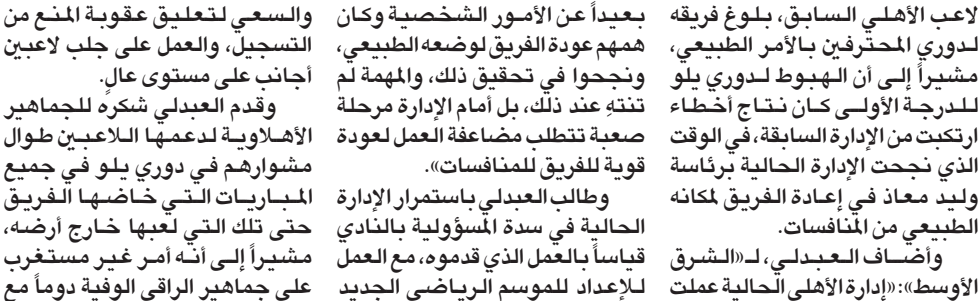 لاعب الأهلي السابق، بلوغ فريقه
لدوري المحترفين بالأمر الطبيعي،
مشيراً إلى أن الهبوط لدوري يلو
للدرجة الأولى كان نتاج أخطاء
ارتكبت من الإدارة السابقة، في الوقت
الذي نجحت الإدارة الحالية برئاسة
وليد معاذ في إعادة الفريق لمكانه
الطبيعي من المنافسات.
وأضاف العبدلي، لـ«الشرق
الأوسط»: «إدارة الأهلي الحالية عملت
بعيداً عن الأمور الشخصية وكان
همهم عودة الفريق لوضعه الطبيعي،
ونجحوا في تحقيق ذلك، والمهمة لم
تنتهِ عند ذلك، بل أمام الإدارة مرحلة
صعبة تتطلب مضاعفة العمل لعودة
قوية للفريق للمنافسات».
وطالب العبدلي باستمرار الإدارة
الحالية في سدة المسؤولية بالنادي
قياساً بالعمل الذي قدموه، مع العمل
للإعداد للموسم الرياضي الجديد
والسعي لتعليق عقوبة المنع من
التسجيل، والعمل على جلب لاعبين
أجانب على مستوى عالٍ.
وقدم العبدلي شكره للجماهير
الأهلاوية لدعمها اللاعبين طوال
مشوارهم في دوري يلو في جميع
المباريات التي خاضها الفريق
حتى تلك التي لعبها خارج أرضه،
مشيراً إلى أنه أمر غير مستغرب
على جماهير الراقي الوفية دوماً مع